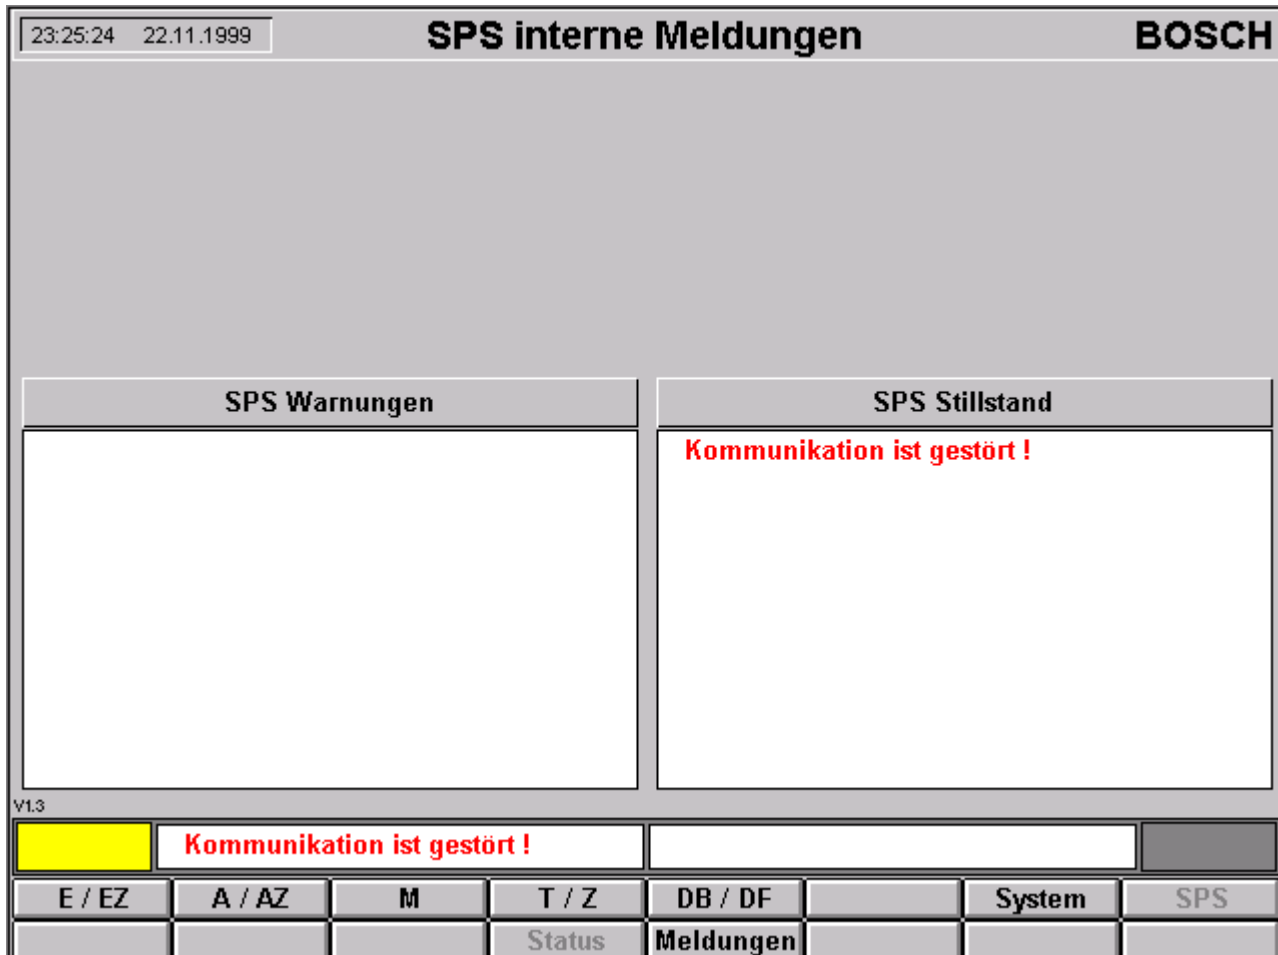 23:25:24 22.11.1999 SPS interne Meldungen BOSCH
SPS Warnungen SPS Stillstand
Kommunikation ist gestört !
V1.3
Kommunikation ist gestört !
E / EZ A / AZ M T / Z DB / DF System SPS
Status Meldungen